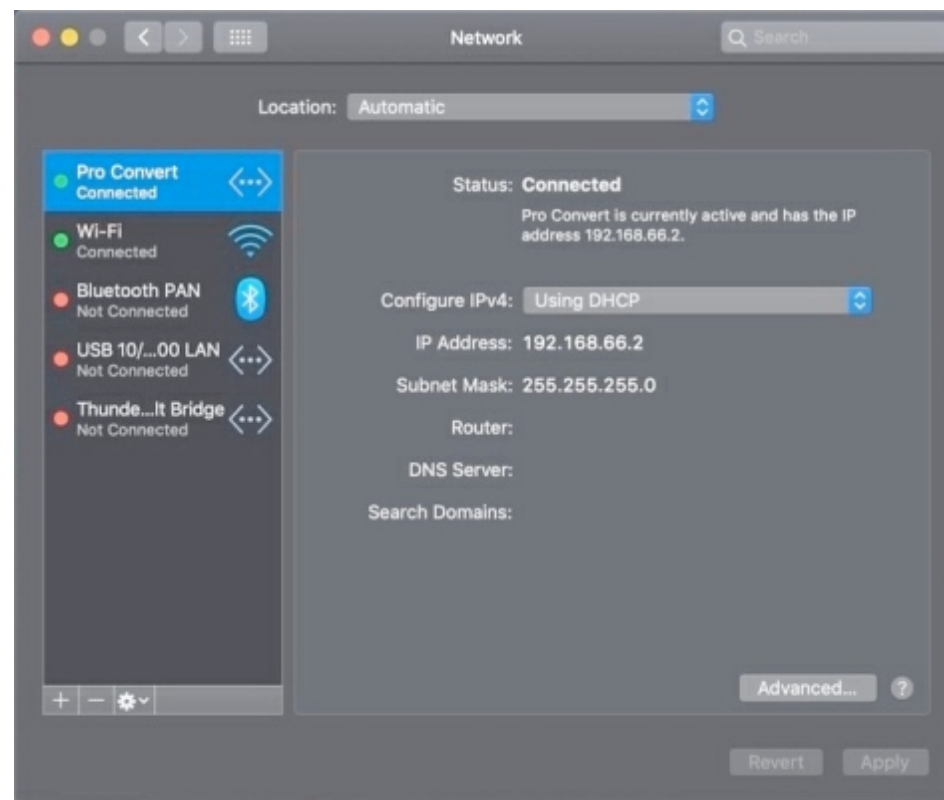 Network
Search
Location: Automatic
Pro Convert
Connected
Wi-Fi
Connected
Bluetooth PAN
Not Connected
USB 10/...00 LAN
Not Connected
Thunde...lt Bridge
Not Connected
Status: Connected
Pro Convert is currently active and has the IP
address 192.168.66.2.
Configure IPv4: Using DHCP
IP Address: 192.168.66.2
Subnet Mask: 255.255.255.0
Router:
DNS Server:
Search Domains:
Advanced... ?
Revert Apply